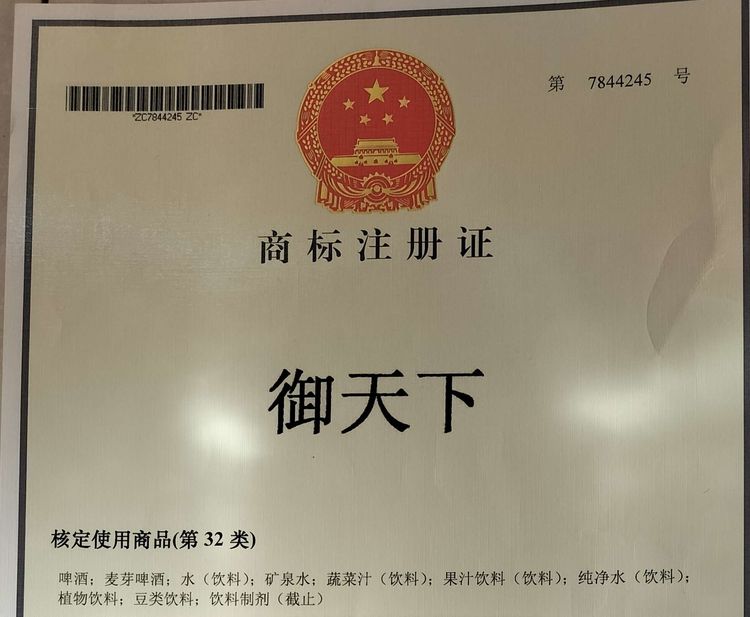 第 7844245 号
*ZC7844245 ZC*
商标注册证
御天下
核定使用商品(第 32 类)
啤酒；麦芽啤酒；水（饮料）；矿泉水；蔬菜汁（饮料）；果汁饮料（饮料）；纯净水（饮料）；
植物饮料；豆类饮料；饮料制剂（截止）